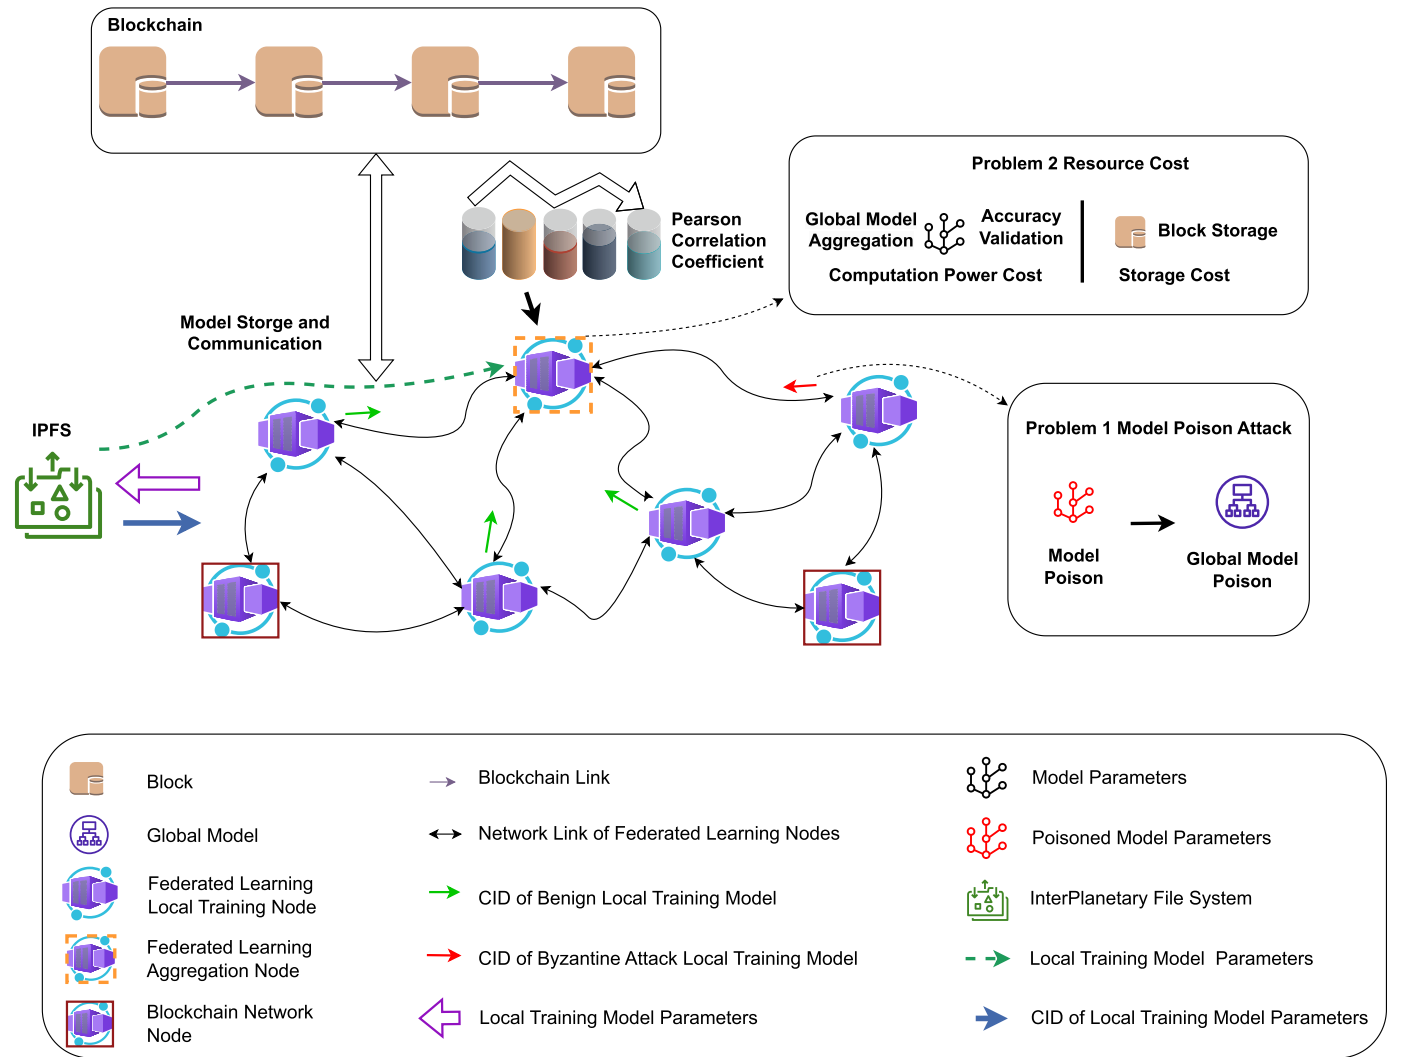 Blockchain
Problem 2 Resource Cost
Global Model
Aggregation
Accuracy
Validation
Block Storage
Computation Power Cost
Storage Cost
Pearson
Correlation
Coefficient
Model Storge and
Communication
IPFS
Problem 1 Model Poison Attack
Model
Poison
Global Model
Poison
Block
Blockchain Link
Model Parameters
Global Model
Network Link of Federated Learning Nodes
Poisoned Model Parameters
Federated Learning
Local Training Node
CID of Benign Local Training Model
InterPlanetary File System
Federated Learning
Aggregation Node
CID of Byzantine Attack Local Training Model
Local Training Model  Parameters
Blockchain Network
Node
Local Training Model Parameters
CID of Local Training Model Parameters